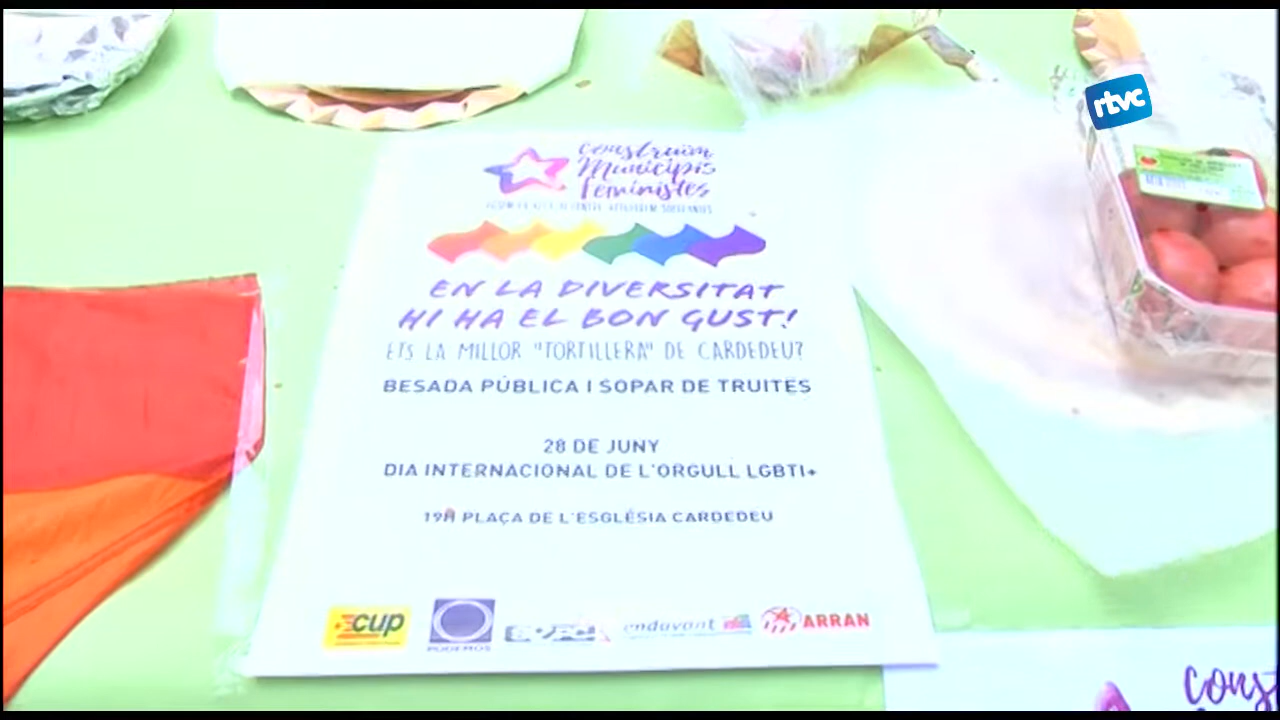 rtvc
Construïm
Municipis
Feministes
EN LA DIVERSITAT
HI HA EL BON GUST!
ETS LA MILLOR "TORTILLERA" DE CARDEDEU?
BESADA PÚBLICA I SOPAR DE TRUITES
28 DE JUNY
DIA INTERNACIONAL DE L'ORGULL LGBTI+
19H PLAÇA DE L'ESGLÉSIA CARDEDEU
cup
PODEMOS
endavant
ARRAN
const